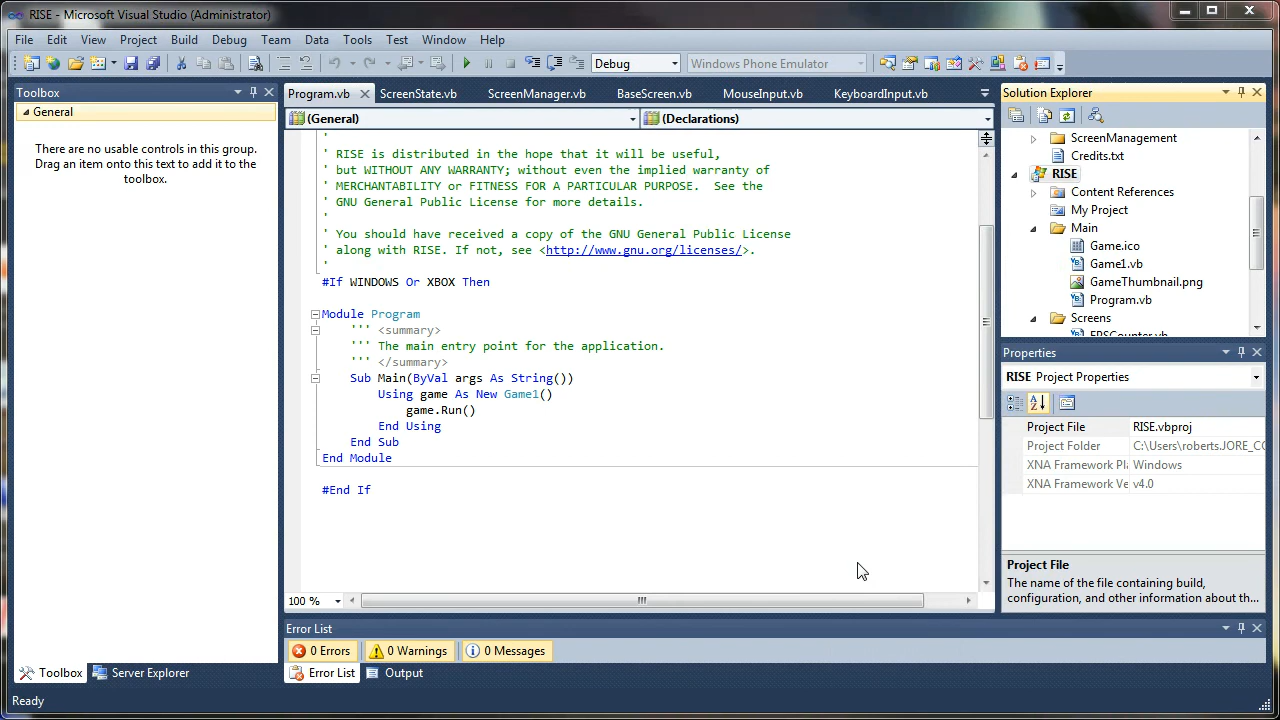 RISE - Microsoft Visual Studio (Administrator)
File Edit View Project Build Debug Team Data Tools Test Window Help
Debug Windows Phone Emulator
Toolbox
General
There are no usable controls in this group.
Drag an item onto this text to add it to the
toolbox.
Toolbox Server Explorer
Program.vb ScreenState.vb ScreenManager.vb BaseScreen.vb MouseInput.vb KeyboardInput.vb
(General) (Declarations)
'
' RISE is distributed in the hope that it will be useful,
' but WITHOUT ANY WARRANTY; without even the implied warranty of
' MERCHANTABILITY or FITNESS FOR A PARTICULAR PURPOSE.  See the
' GNU General Public License for more details.
'
' You should have received a copy of the GNU General Public License
' along with RISE. If not, see <http://www.gnu.org/licenses/>.
'
#If WINDOWS Or XBOX Then
Module Program
''' <summary>
''' The main entry point for the application.
''' </summary>
Sub Main(ByVal args As String())
Using game As New Game1()
game.Run()
End Using
End Sub
End Module
#End If
100 %
Error List
0 Errors 0 Warnings 0 Messages
Error List Output
Solution Explorer
ScreenManagement
Credits.txt
RISE
Content References
My Project
Main
Game.ico
Game1.vb
GameThumbnail.png
Program.vb
Screens
FPSCounter.vb
Properties
RISE Project Properties
Project File RISE.vbproj
Project Folder C:\Users\roberts.JORE_CO
XNA Framework Pl Windows
XNA Framework Ve v4.0
Project File
The name of the file containing build,
configuration, and other information about th...
Ready